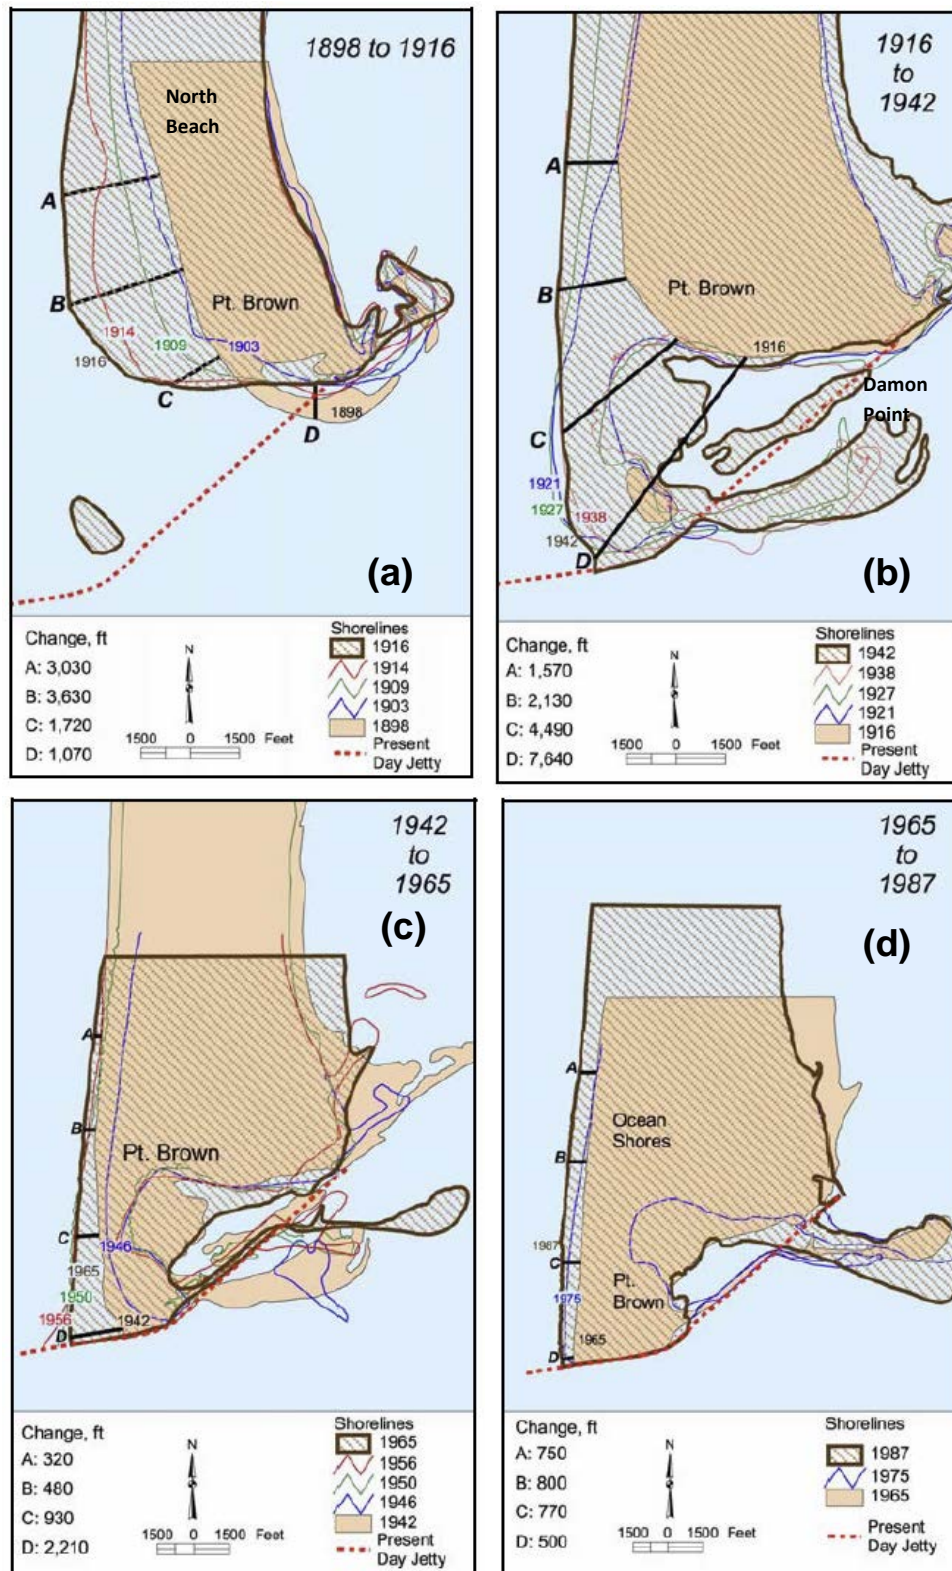 1898 to 1916
North
Beach
A
Pt. Brown
B
1914
1909
1903
1916
C
1898
D
(a)
Change, ft
A: 3,030
B: 3,630
C: 1,720
D: 1,070
N
1500 0 1500 Feet
Shorelines
1916
1914
1909
1903
1898
Present
Day Jetty
1916
to
1942
A
B
Pt. Brown
1916
Damon
Point
C
1921
1927
1938
1942
D
(b)
Change, ft
A: 1,570
B: 2,130
C: 4,490
D: 7,640
N
1500 0 1500 Feet
Shorelines
1942
1938
1927
1921
1916
Present
Day Jetty
1942
to
1965
(c)
A
B
Pt. Brown
C
1946
1965
1950
1956
1942
D
Change, ft
A: 320
B: 480
C: 930
D: 2,210
N
1500 0 1500 Feet
Shorelines
1965
1956
1950
1946
1942
Present
Day Jetty
1965
to
1987
(d)
A
Ocean
Shores
B
C
Pt.
Brown
1975
1965
D
Change, ft
A: 750
B: 800
C: 770
D: 500
N
1500 0 1500 Feet
Shorelines
1987
1975
1965
Present
Day Jetty